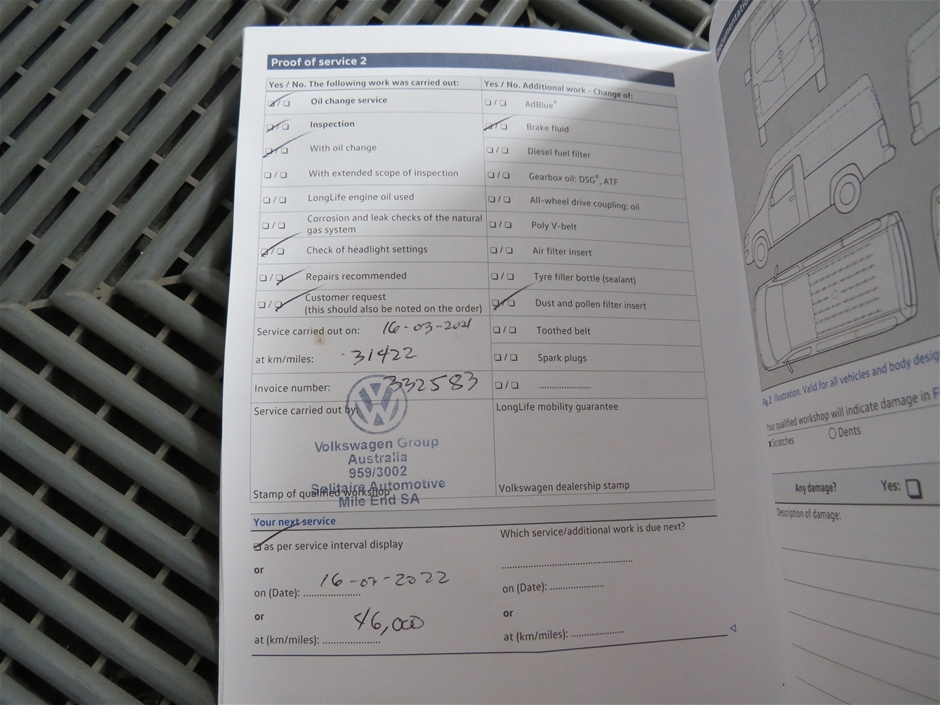 Proof of service 2
Yes / No. The following work was carried out:
Oil change service
Inspection
With oil change
With extended scope of inspection
LongLife engine oil used
Corrosion and leak checks of the natural
gas system
Check of headlight settings
Repairs recommended
Customer request
(this should also be noted on the order)
Service carried out on: 16-03-2021
at km/miles: 31422
Invoice number: 332583
Service carried out by:
Volkswagen Group
Australia
959/3002
Solitaire Automotive
Mile End SA
Stamp of qualified workshop
Yes / No. Additional work - Change of:
AdBlue®
Brake fluid
Diesel fuel filter
Gearbox oil: DSG®, ATF
All-wheel drive coupling: oil
Poly V-belt
Air filter insert
Tyre filler bottle (sealant)
Dust and pollen filter insert
Toothed belt
Spark plugs
LongLife mobility guarantee
Volkswagen dealership stamp
Your next service
as per service interval display
or
on (Date): 16-07-2022
or
at (km/miles): 46,000
Which service/additional work is due next?
on (Date):
or
at (km/miles):
Fig. 2 Illustration. Valid for all vehicles and body
Your qualified workshop will indicate damage in
Scratches Dents
Any damage? Yes:
Description of damage: